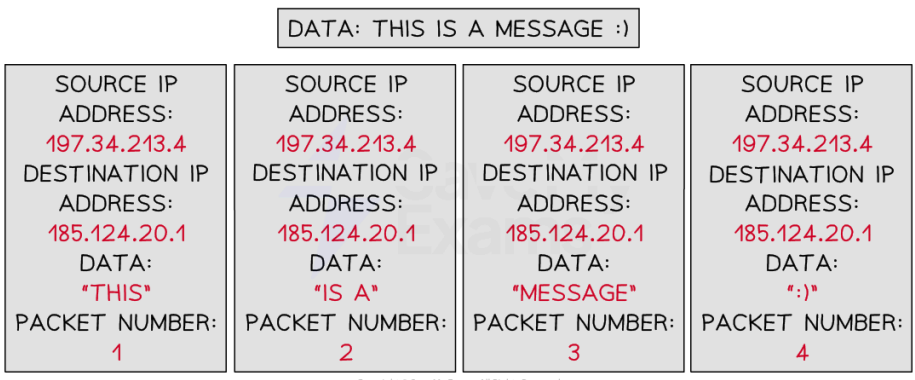 DATA: THIS IS A MESSAGE :)
SOURCE IP
ADDRESS:
197.34.213.4
DESTINATION IP
ADDRESS:
185.124.20.1
DATA:
"THIS"
PACKET NUMBER:
1
SOURCE IP
ADDRESS:
197.34.213.4
DESTINATION IP
ADDRESS:
185.124.20.1
DATA:
"IS A"
PACKET NUMBER:
2
SOURCE IP
ADDRESS:
197.34.213.4
DESTINATION IP
ADDRESS:
185.124.20.1
DATA:
"MESSAGE"
PACKET NUMBER:
3
SOURCE IP
ADDRESS:
197.34.213.4
DESTINATION IP
ADDRESS:
185.124.20.1
DATA:
":)"
PACKET NUMBER:
4